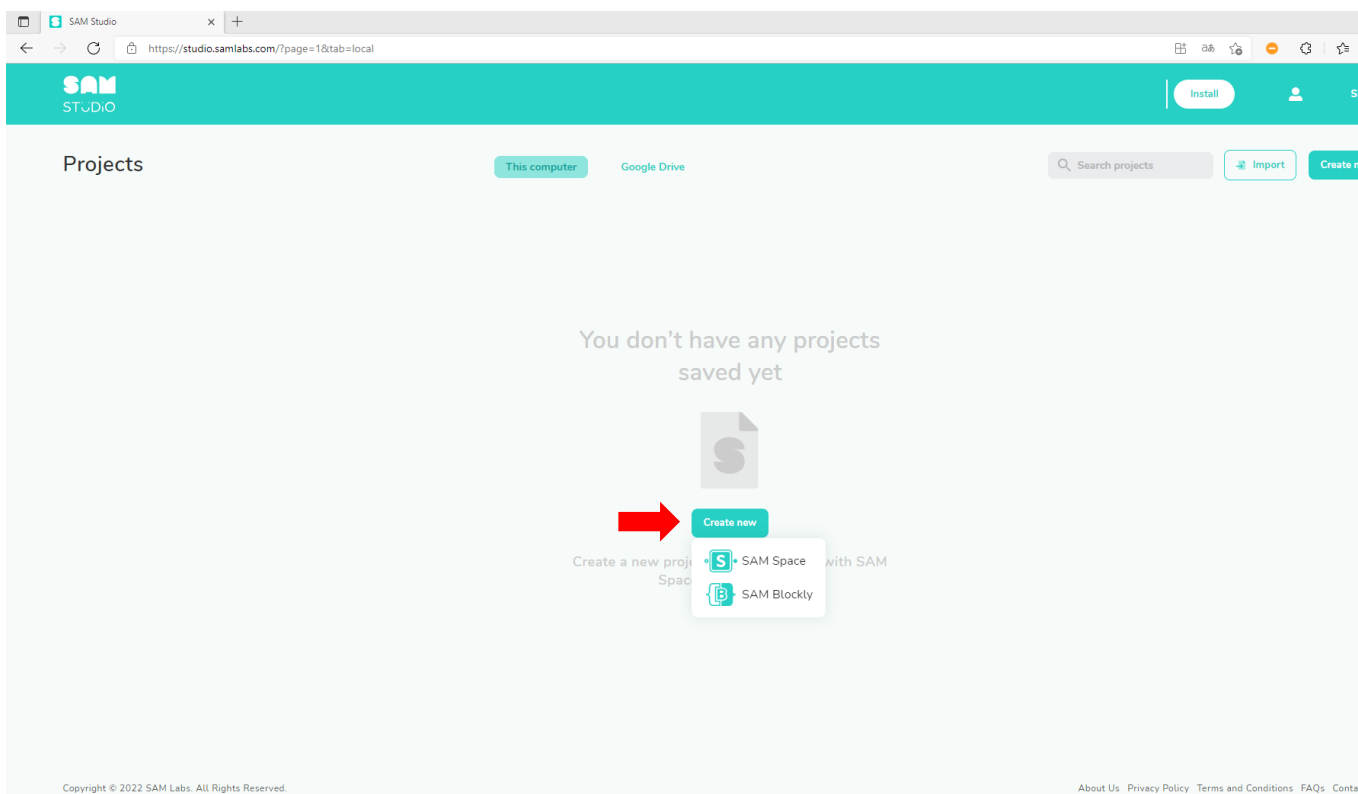 SAM Studio
https://studio.samlabs.com/?page=1&tab=local
SAM
STUDIO
Install
S
Projects
This computer
Google Drive
Search projects
Import
Create n
You don't have any projects
saved yet
S
Create new
Create a new proje
with SAM
Spac
S SAM Space
B SAM Blockly
Copyright © 2022 SAM Labs. All Rights Reserved.
About Us Privacy Policy Terms and Conditions FAQs Conta